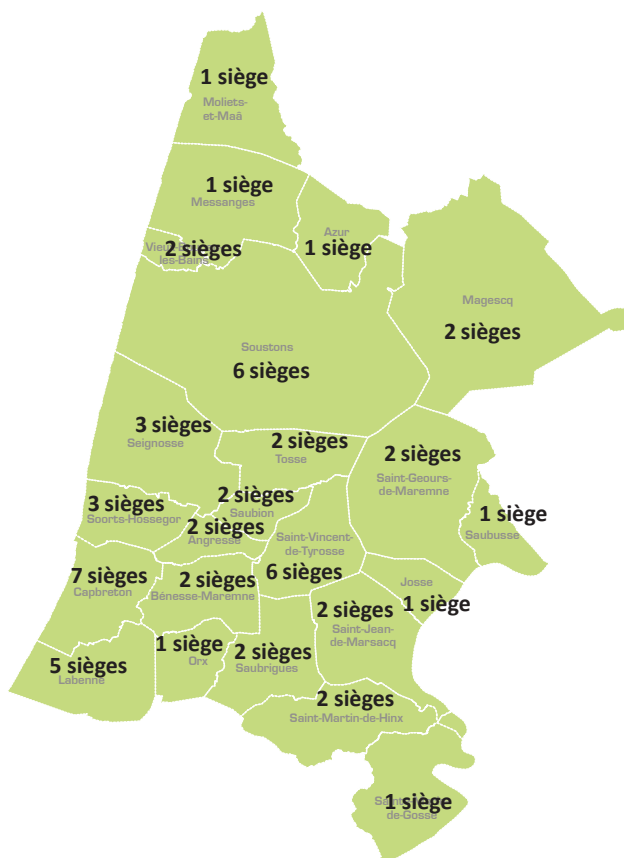 1 siège
Moliets-
et-Maâ
1 siège
Messanges
Azur
1 siège
2 sièges
les-Bains
Magescq
2 sièges
Soustons
6 sièges
3 sièges
Seignosse
2 sièges
Tosse
2 sièges
Saint-Geours-
de-Maremne
1 siège
Saubusse
3 sièges
Soorts-Hossegor
2 sièges
Saubion
2 sièges
Angresse
Saint-Vincent-
de-Tyrosse
6 sièges
7 sièges
Capbreton
2 sièges
Bénesse-Maremne
Josse
1 siège
2 sièges
Saint-Jean-
de-Marsacq
5 sièges
Labenne
1 siège
Orx
2 sièges
Saubrigues
2 sièges
Saint-Martin-de-Hinx
1 siège
de-Gosse